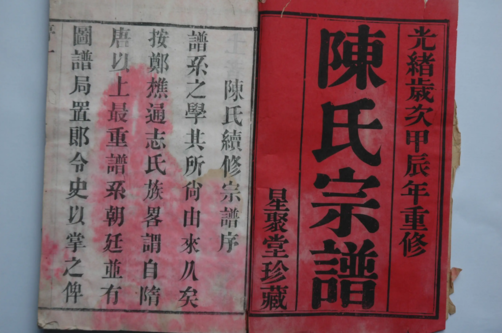 光緒歲次甲辰年重修
陳氏宗譜
星聚堂珍藏
陳氏續修宗譜序
譜系之學其所尙由來久矣
按鄭樵通志氏族畧謂自隋
唐以上最重譜系朝廷並有
圖譜局置郎令史以掌之俾